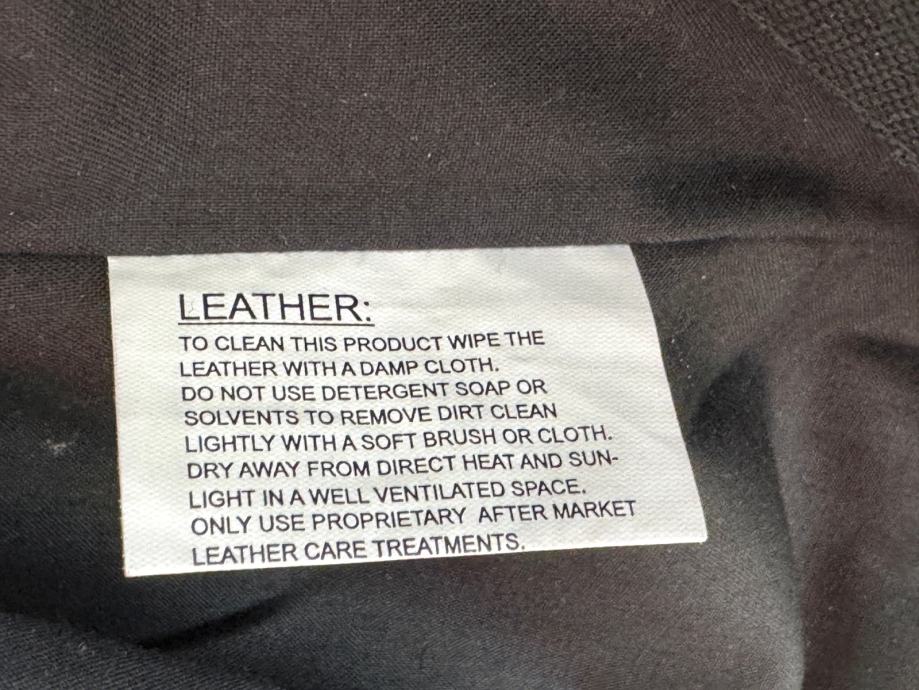 LEATHER:
TO CLEAN THIS PRODUCT WIPE THE
LEATHER WITH A DAMP CLOTH.
DO NOT USE DETERGENT SOAP OR
SOLVENTS TO REMOVE DIRT CLEAN
LIGHTLY WITH A SOFT BRUSH OR CLOTH.
DRY AWAY FROM DIRECT HEAT AND SUN-
LIGHT IN A WELL VENTILATED SPACE.
ONLY USE PROPRIETARY AFTER MARKET
LEATHER CARE TREATMENTS.